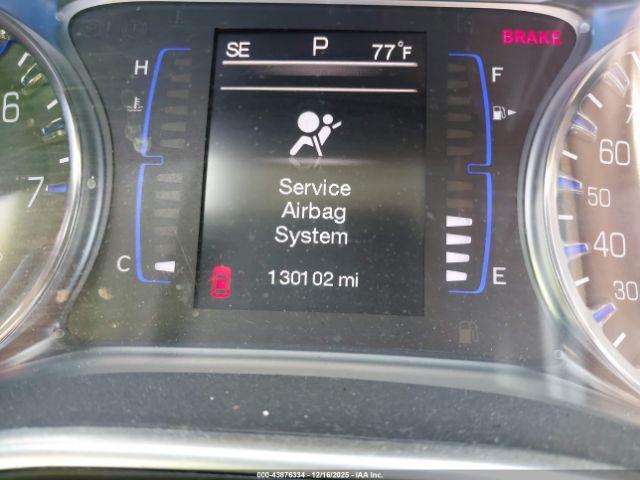 SE P 77°F
BRAKE
H
F
6
7
60
50
40
30
Service
Airbag
System
C
E
130102 mi
00-43876334 - 12/16/2025 - IAA Inc.